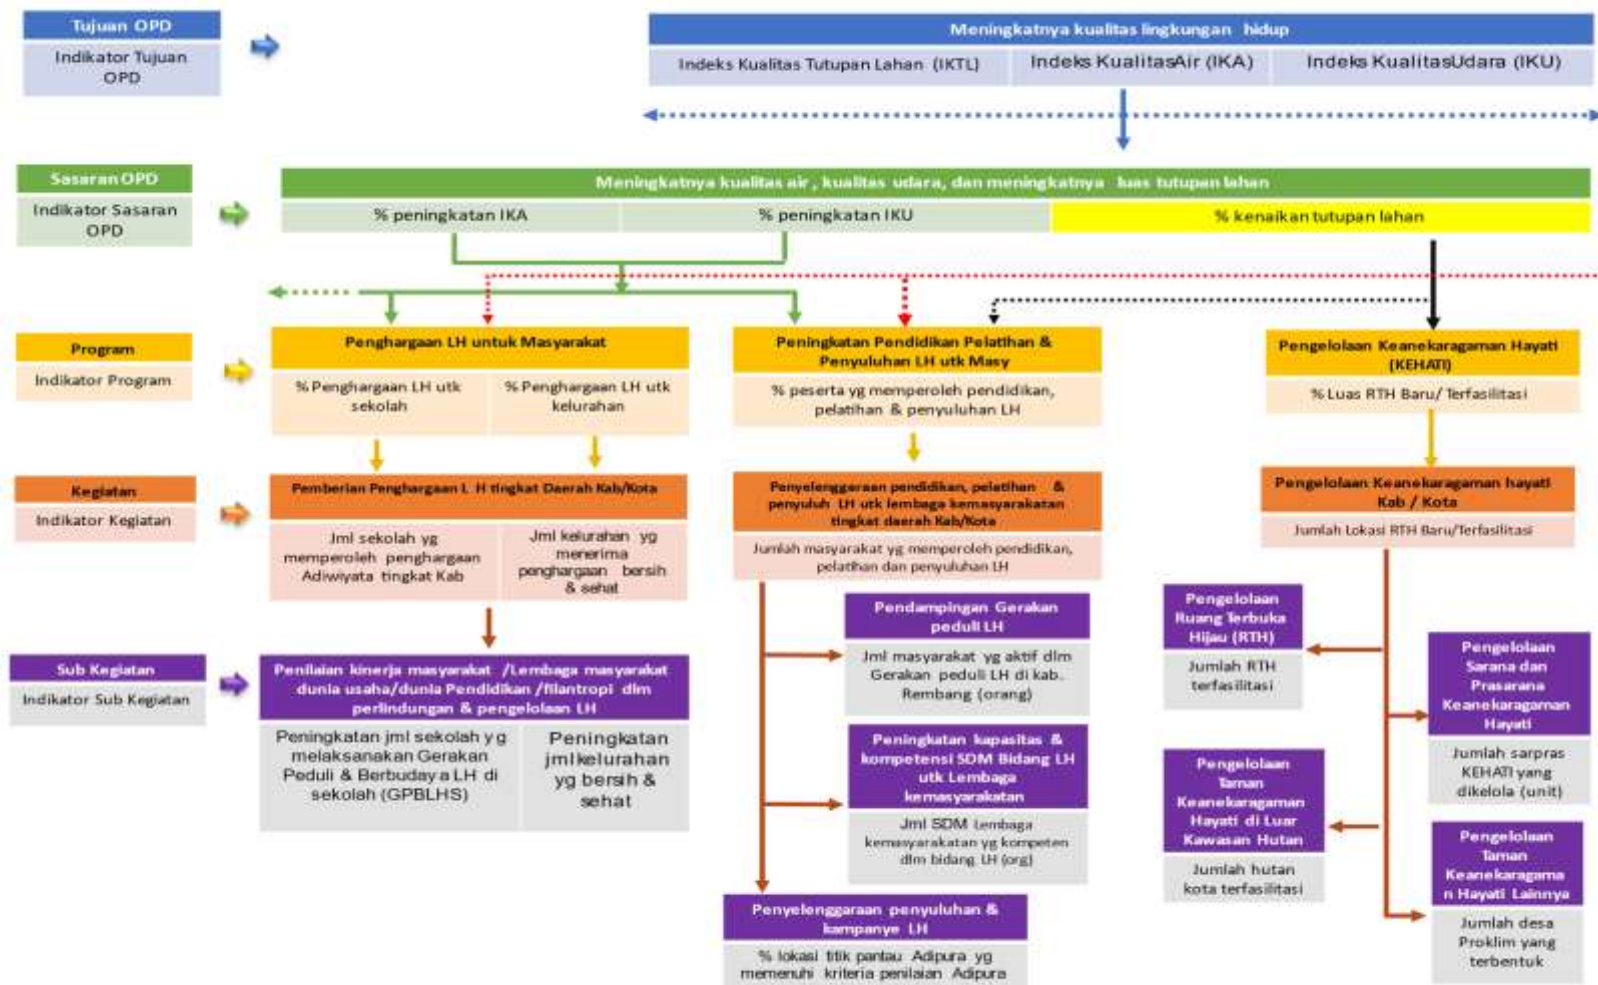 Tujuan OPD
Indikator Tujuan
OPD
Meningkatnya kualitas lingkungan hidup
Indeks Kualitas Tutupan Lahan (IKTL)
Indeks KualitasAir (IKA)
Indeks KualitasUdara (IKU)
Sasaran OPD
Indikator Sasaran
OPD
Meningkatnya kualitas air , kualitas udara, dan meningkatnya luas tutupan lahan
% peningkatan IKA
% peningkatan IKU
% kenaikan tutupan lahan
Program
Indikator Program
Penghargaan LH untuk Masyarakat
% Penghargaan LH utk
sekolah
% Penghargaan LH utk
kelurahan
Peningkatan Pendidikan Pelatihan &
Penyuluhan LH utk Masy
% peserta yg memperoleh pendidikan,
pelatihan & penyuluhan LH
Pengelolaan Keanekaragaman Hayati
(KEHATI)
% Luas RTH Baru/ Terfasilitasi
Kegiatan
Indikator Kegiatan
Pemberian Penghargaan L H tingkat Daerah Kab/Kota
Jml sekolah yg
memperoleh penghargaan
Adiwiyata tingkat Kab
Jml kelurahan yg
menerima
penghargaan bersih
& sehat
Penyelenggaraan pendidikan, pelatihan &
penyuluh LH utk lembaga kemasyarakatan
tingkat daerah Kab/Kota
Jumlah masyarakat yg memperoleh pendidikan,
pelatihan dan penyuluhan LH
Pengelolaan Keanekaragaman hayati
Kab / Kota
Jumlah Lokasi RTH Baru/Terfasilitasi
Sub Kegiatan
Indikator Sub Kegiatan
Penilaian kinerja masyarakat /Lembaga masyarakat
dunia usaha/dunia Pendidikan /filantropi dlm
perlindungan & pengelolaan LH
Peningkatan jml sekolah yg
melaksanakan Gerakan
Peduli & Berbudaya LH di
sekolah (GPBLHS)
Peningkatan
jmlkelurahan
yg bersih &
sehat
Pendampingan Gerakan
peduli LH
Jml masyarakat yg aktif dlm
Gerakan peduli LH di kab.
Rembang (orang)
Peningkatan kapasitas &
kompetensi SDM Bidang LH
utk Lembaga
kemasyarakatan
Jml SDM Lembaga
kemasyarakatan yg kompeten
dlm bidang LH (org)
Penyelenggaraan penyuluhan &
kampanye LH
% lokasi titik pantau Adipura yg
memenuhi kriteria penilaian Adipura
Pengelolaan
Ruang Terbuka
Hijau (RTH)
Jumlah RTH
terfasilitasi
Pengelolaan
Sarana dan
Prasarana
Keanekaragaman
Hayati
Jumlah sarpras
KEHATI yang
dikelola (unit)
Pengelolaan
Taman
Keanekaragaman
Hayati di Luar
Kawasan Hutan
Jumlah hutan
kota terfasilitasi
Pengelolaan
Taman
Keanekaragama
n Hayati Lainnya
Jumlah desa
Proklim yang
terbentuk